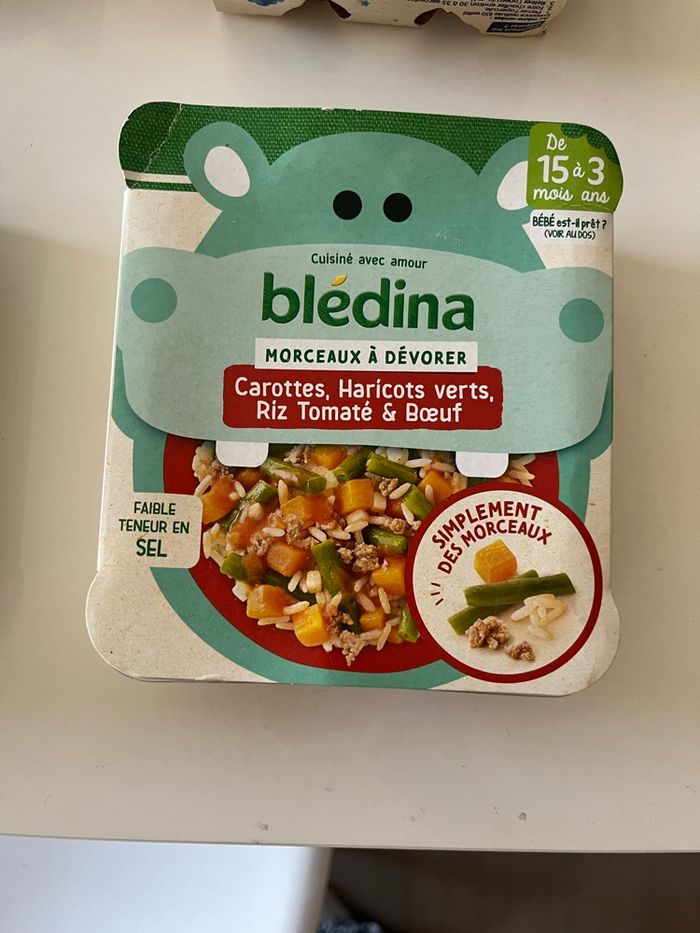 De
15 à 3
mois ans
BÉBÉ est-il prêt ?
(VOIR AU DOS)
Cuisiné avec amour
blédina
MORCEAUX À DÉVORER
Carottes, Haricots verts,
Riz Tomaté & Bœuf
FAIBLE
TENEUR EN
SEL
SIMPLEMENT
DES MORCEAUX